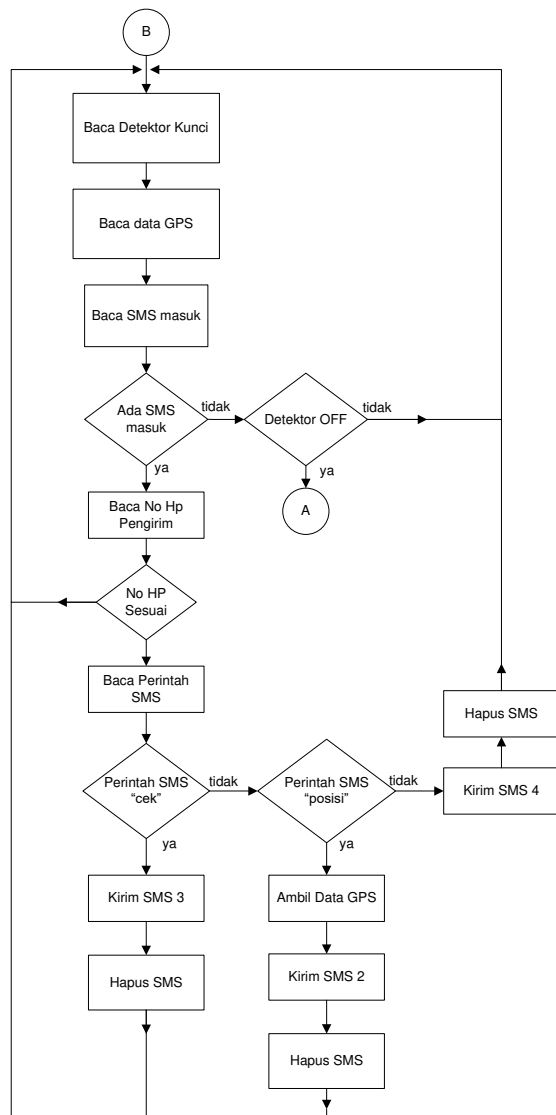 B
Baca Detektor Kunci
Baca data GPS
Baca SMS masuk
Ada SMS
masuk
tidak
Detektor OFF
tidak
ya
ya
A
Baca No Hp
Pengirim
No HP
Sesuai
Baca Perintah
SMS
Hapus SMS
Perintah SMS
“cek”
tidak
Perintah SMS
“posisi”
tidak
Kirim SMS 4
ya
ya
Kirim SMS 3
Ambil Data GPS
Hapus SMS
Kirim SMS 2
Hapus SMS